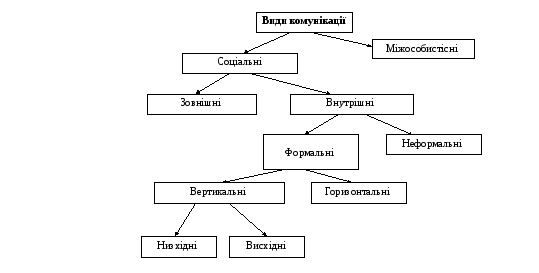 Види комунікації
Міжособистісні
Соціальні
Зовнішні
Внутрішні
Неформальні
Формальні
Вертикальні
Горизонтальні
Низхідні
Висхідні